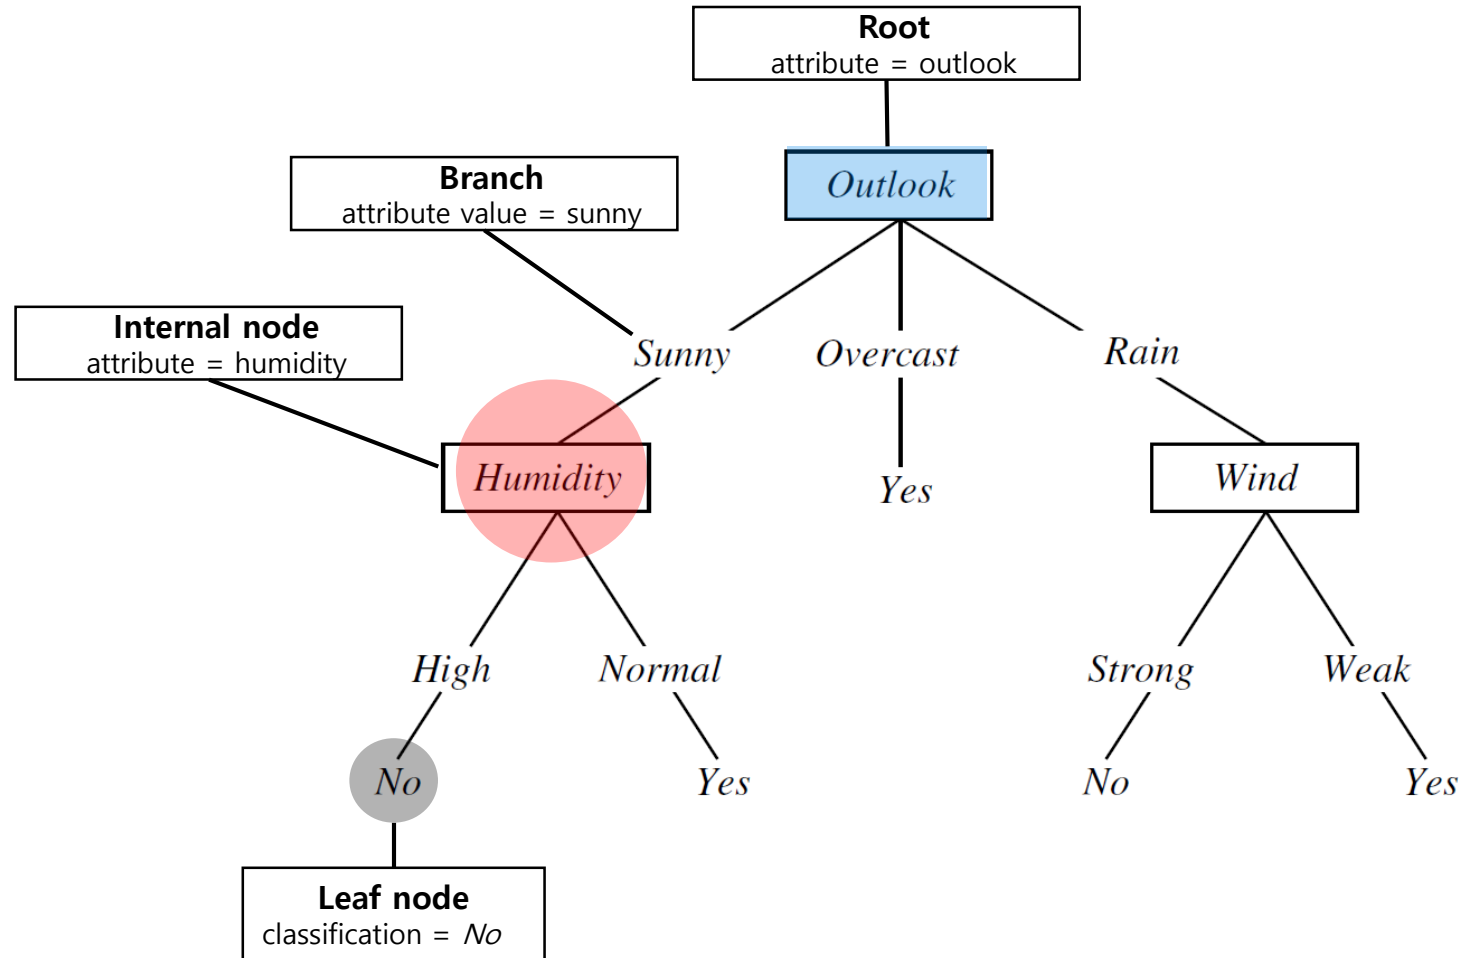 Root
attribute = outlook
Outlook
Branch
attribute value = sunny
Internal node
attribute = humidity
Sunny
Overcast
Rain
Humidity
Yes
Wind
High
Normal
Strong
Weak
No
Yes
No
Yes
Leaf node
classification = No